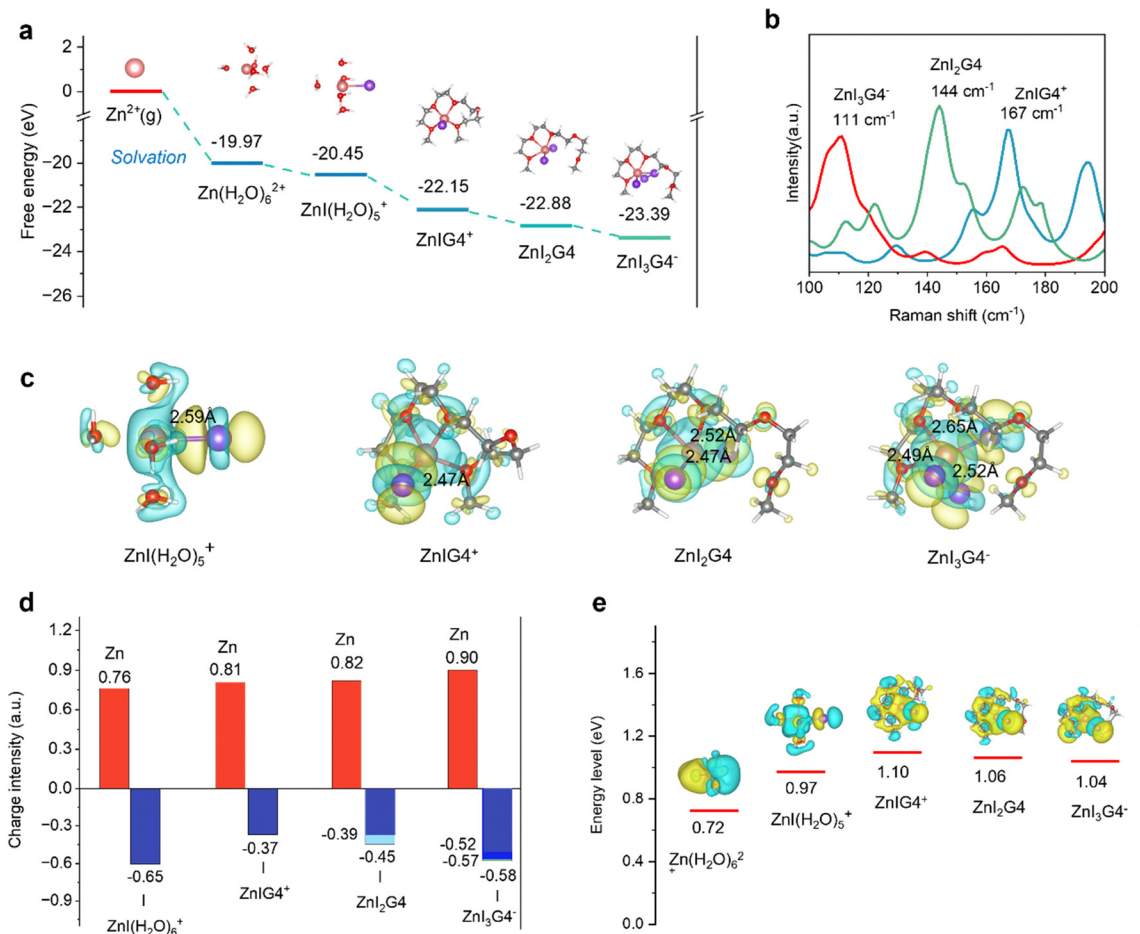 a
2
0
−20
−22
−24
−26
Free energy (eV)
Zn²⁺(g)
Solvation
-19.97
Zn(H₂O)₆²⁺
-20.45
ZnI(H₂O)₅⁺
-22.15
ZnIG4⁺
-22.88
ZnI₂G4
-23.39
ZnI₃G4⁻
b
Intensity(a.u.)
ZnI₃G4⁻
111 cm⁻¹
ZnI₂G4
144 cm⁻¹
ZnIG4⁺
167 cm⁻¹
100 120 140 160 180 200
Raman shift (cm⁻¹)
c
2.59Å
ZnI(H₂O)₅⁺
2.47Å
ZnIG4⁺
2.52Å
2.47Å
ZnI₂G4
2.65Å
2.49Å
2.52Å
ZnI₃G4⁻
d
Charge intensity (a.u.)
1.2
0.9
0.6
0.3
0.0
-0.3
-0.6
-0.9
Zn
0.76
Zn
0.81
Zn
0.82
Zn
0.90
-0.65
ZnI(H₂O)₆⁺
-0.37
ZnIG4⁺
-0.39
-0.45
ZnI₂G4
-0.52
-0.57
-0.58
ZnI₃G4⁻
I
I
I
I
e
Energy level (eV)
1.6
1.2
0.8
0.4
0.0
0.72
Zn(H₂O)₆²
+
0.97
ZnI(H₂O)₅⁺
1.10
ZnIG4⁺
1.06
ZnI₂G4
1.04
ZnI₃G4⁻